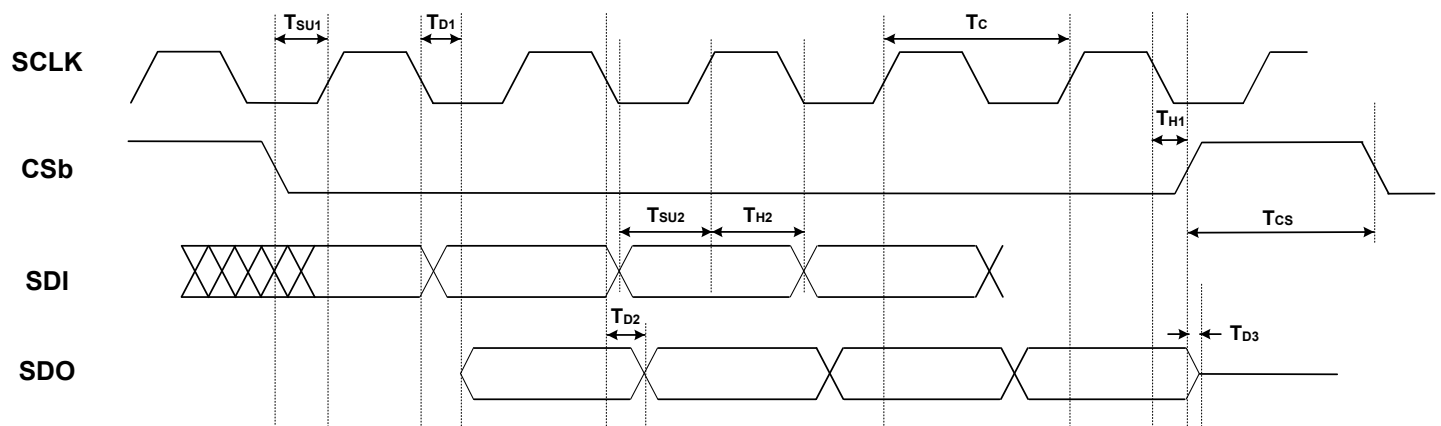 TSU1
TD1
TC
SCLK
TH1
CSb
TSU2
TH2
TCS
SDI
TD2
TD3
SDO